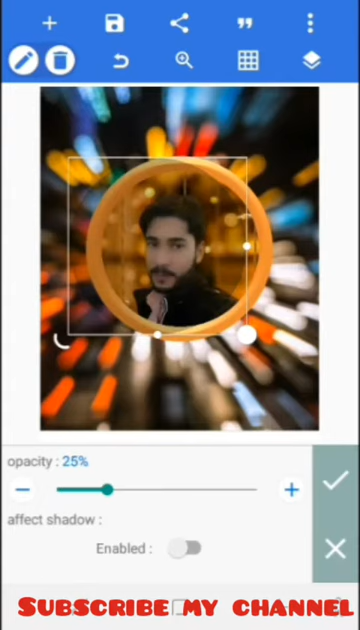 opacity : 25%
affect shadow :
Enabled :
SUBSCRIBE MY CHANNEL